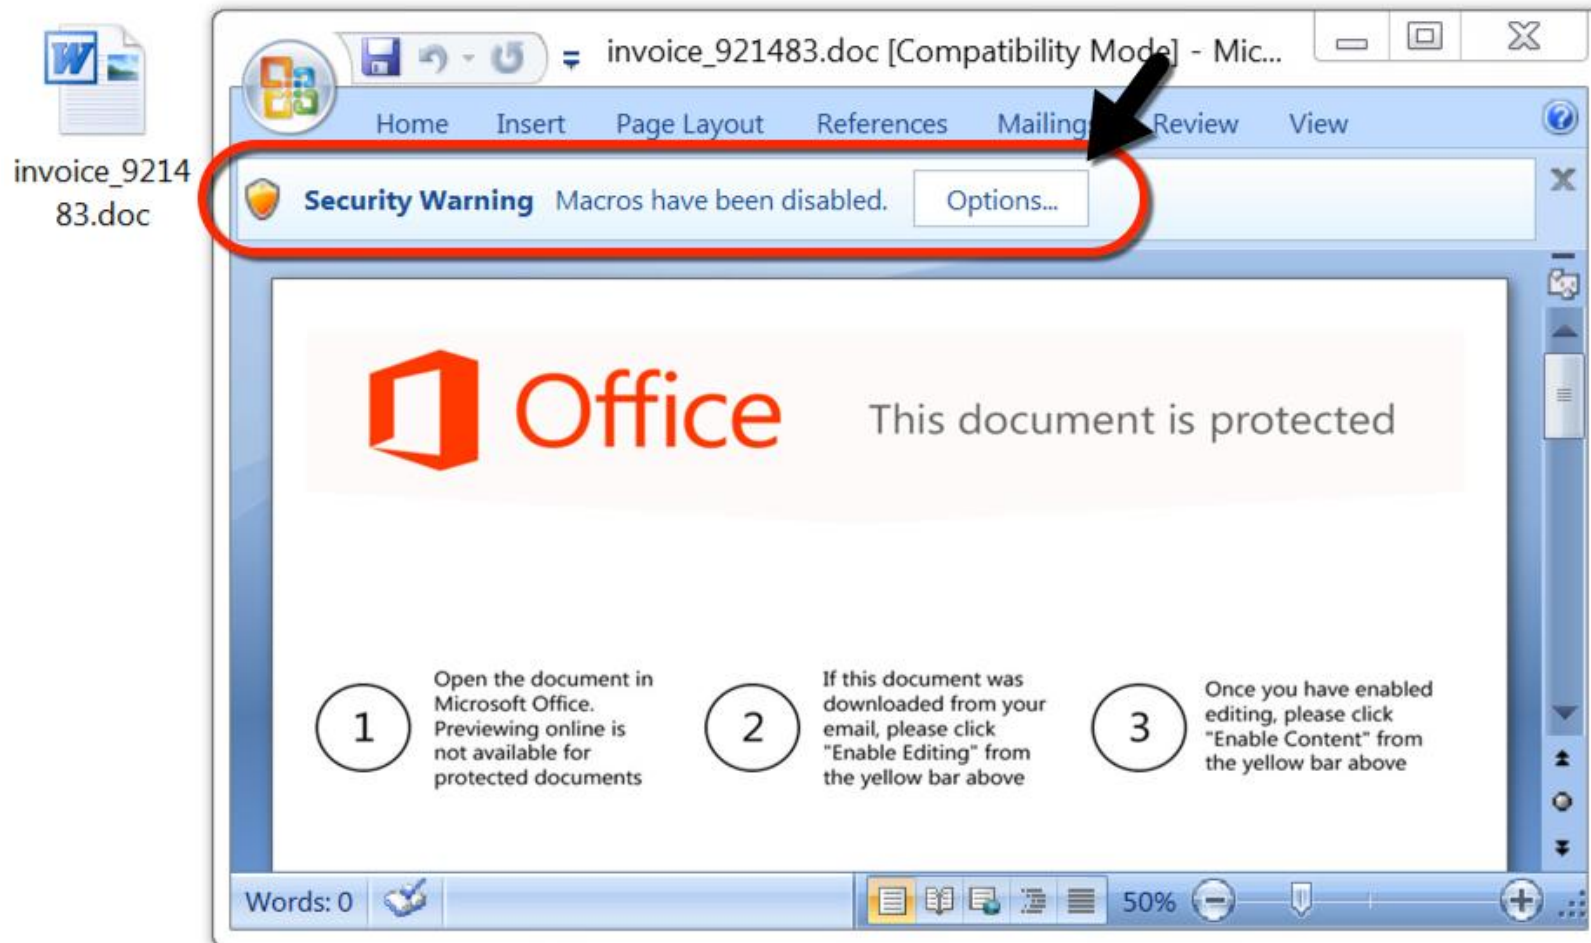 invoice_9214
83.doc
invoice_921483.doc [Compatibility Mode] - Mic...
Home Insert Page Layout References Mailings Review View
Security Warning Macros have been disabled. Options...
Office This document is protected
1
Open the document in
Microsoft Office.
Previewing online is
not available for
protected documents
2
If this document was
downloaded from your
email, please click
"Enable Editing" from
the yellow bar above
3
Once you have enabled
editing, please click
"Enable Content" from
the yellow bar above
Words: 0 50%